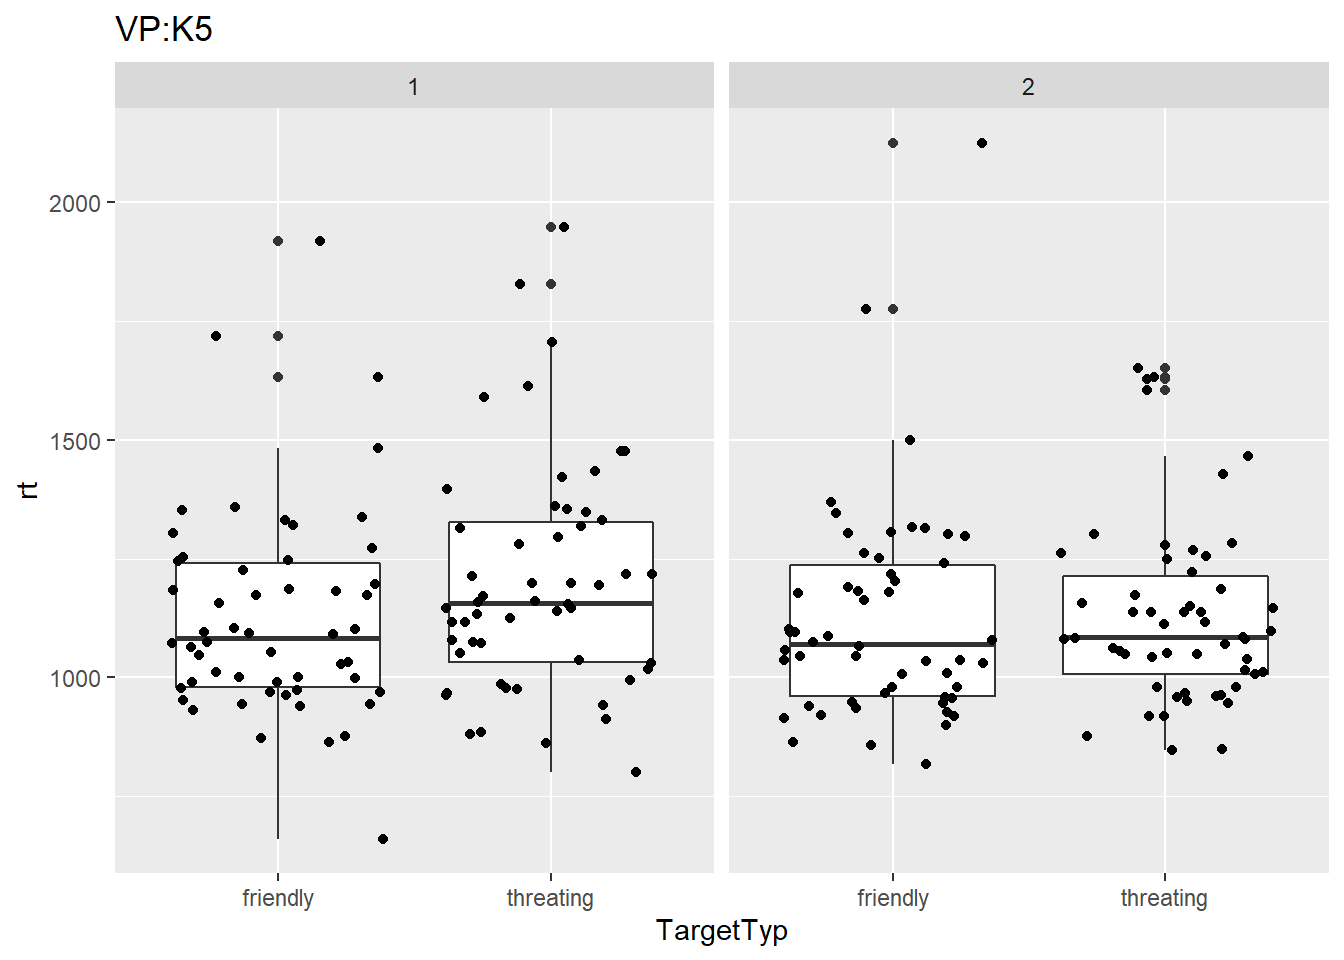 VP:K5
1
2
2000
1500
1000
rt
friendly
threating
friendly
threating
TargetTyp